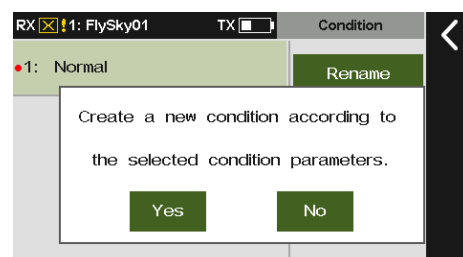 RX !1: FlySky01 TX Condition
1: Normal
Rename
Create a new condition according to
the selected condition parameters.
Yes No